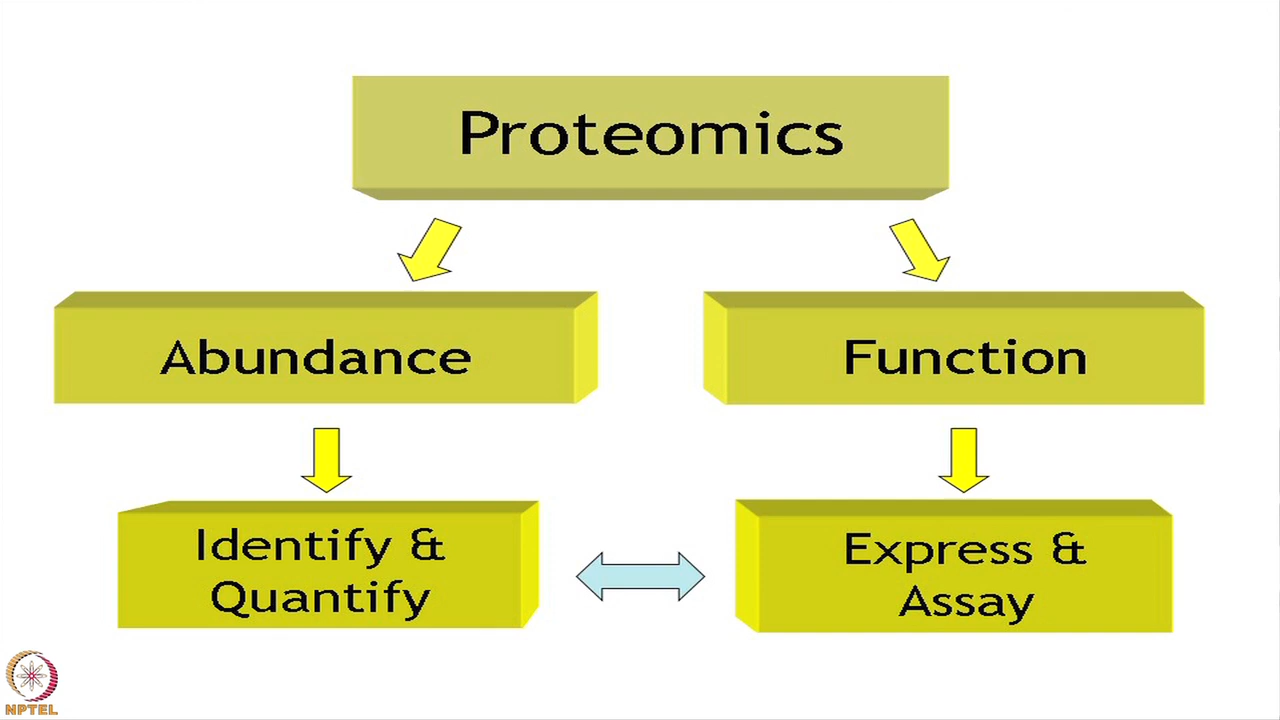 Proteomics
Abundance
Function
Identify &
Quantify
Express &
Assay
NPTEL